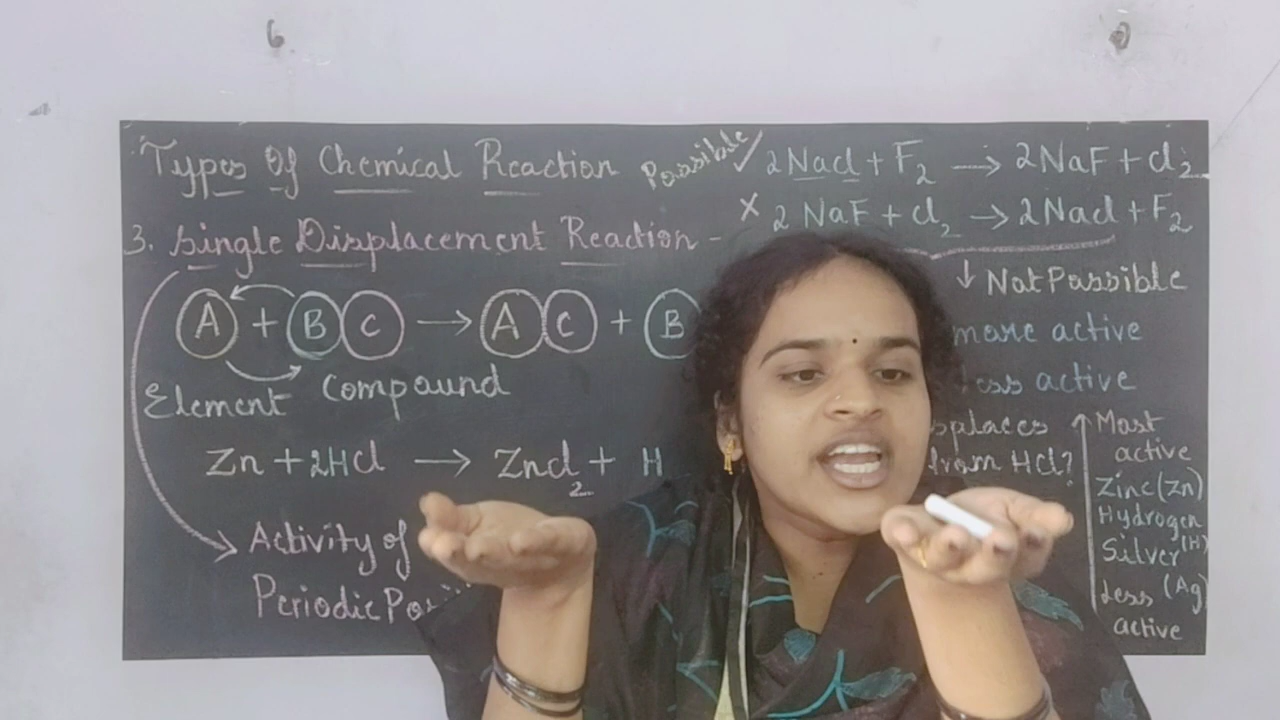 Types Of Chemical Reaction
3. Single Displacement Reaction -
A + B C → A C + B
Element Compound
Zn + 2HCl → ZnCl2 + H
Activity of
Periodic
Possible ✓ 2NaCl + F2 → 2NaF + Cl2
× 2 NaF + Cl2 → 2NaCl + F2
↓ Not Possible
more active
active
from HCl?
↑ Most
active
Zinc (Zn)
Hydrogen
(H)
Silver
(Ag)
Less
active